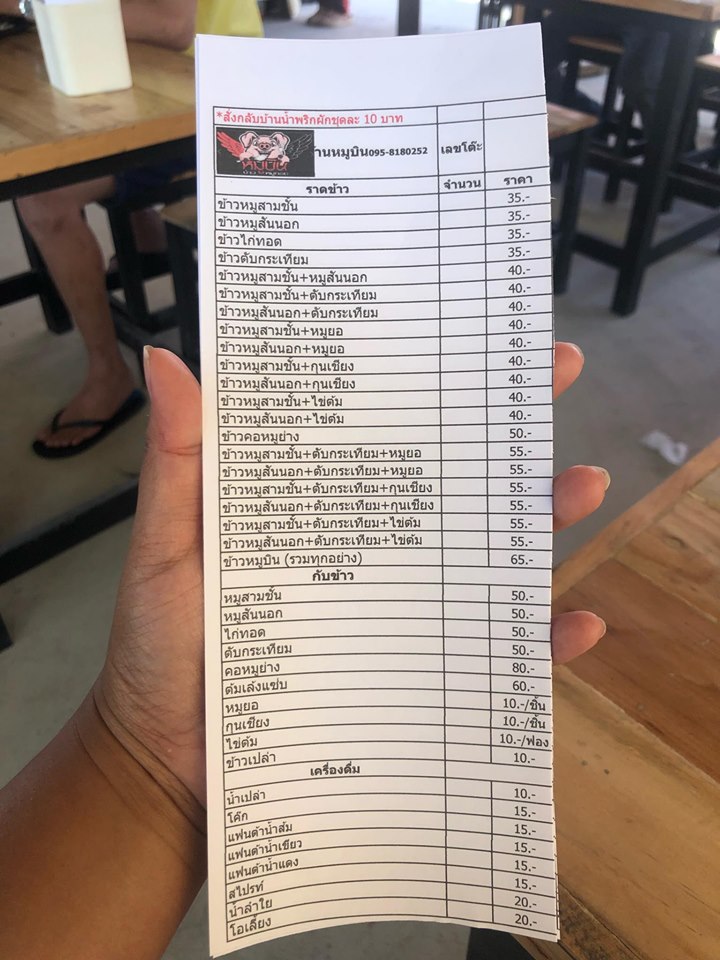 *สั่งกลับบ้านน้ำพริกผักชุดละ 10 บาท
หมูบิน
้านหมูบิน095-8180252 เลขโต๊ะ
ราดข้าว จำนวน ราคา
ข้าวหมูสามชั้น 35.-
ข้าวหมูสันนอก 35.-
ข้าวไก่ทอด 35.-
ข้าวตับกระเทียม 35.-
ข้าวหมูสามชั้น+หมูสันนอก 40.-
ข้าวหมูสามชั้น+ตับกระเทียม 40.-
ข้าวหมูสันนอก+ตับกระเทียม 40.-
ข้าวหมูสามชั้น+หมูยอ 40.-
ข้าวหมูสันนอก+หมูยอ 40.-
ข้าวหมูสามชั้น+กุนเชียง 40.-
ข้าวหมูสันนอก+กุนเชียง 40.-
ข้าวหมูสามชั้น+ไข่ต้ม 40.-
ข้าวหมูสันนอก+ไข่ต้ม 40.-
ข้าวคอหมูย่าง 50.-
ข้าวหมูสามชั้น+ตับกระเทียม+หมูยอ 55.-
ข้าวหมูสันนอก+ตับกระเทียม+หมูยอ 55.-
ข้าวหมูสามชั้น+ตับกระเทียม+กุนเชียง 55.-
ข้าวหมูสันนอก+ตับกระเทียม+กุนเชียง 55.-
ข้าวหมูสามชั้น+ตับกระเทียม+ไข่ต้ม 55.-
ข้าวหมูสันนอก+ตับกระเทียม+ไข่ต้ม 55.-
ข้าวหมูบิน (รวมทุกอย่าง) 65.-
กับข้าว
หมูสามชั้น 50.-
หมูสันนอก 50.-
ไก่ทอด 50.-
ตับกระเทียม 50.-
คอหมูย่าง 80.-
ต้มเล้งแซ่บ 60.-
หมูยอ 10.-/ชิ้น
กุนเชียง 10.-/ชิ้น
ไข่ต้ม 10.-/ฟอง
ข้าวเปล่า 10.-
เครื่องดื่ม
น้ำเปล่า 10.-
โค๊ก 15.-
แฟนต้าน้ำส้ม 15.-
แฟนต้าน้ำเขียว 15.-
แฟนต้าน้ำแดง 15.-
สไปรท์ 15.-
น้ำลำใย 20.-
โอเลี้ยง 20.-